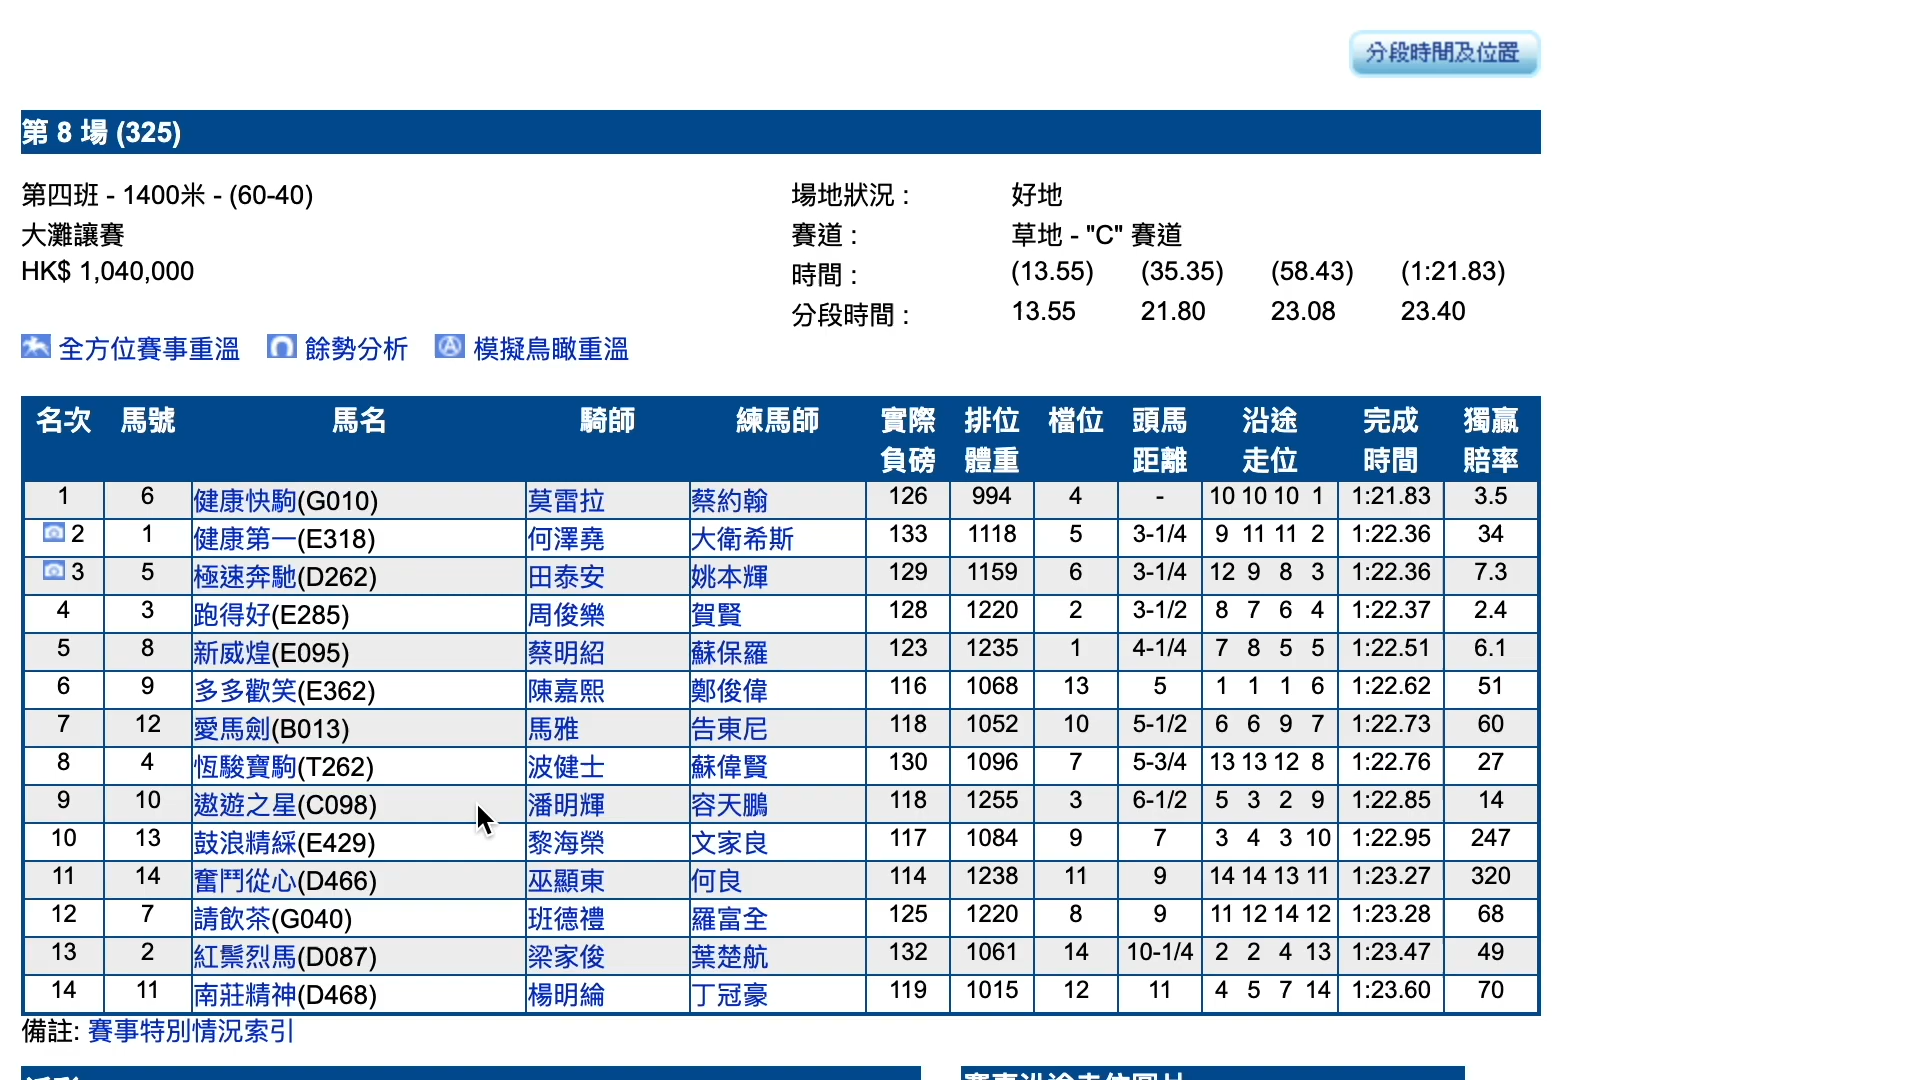 分段時間及位置
第 8 場 (325)
第四班 - 1400米 - (60-40) 場地狀況 : 好地
大灘讓賽 賽道 : 草地 - "C" 賽道
HK$ 1,040,000 時間 : (13.55) (35.35) (58.43) (1:21.83)
分段時間 : 13.55 21.80 23.08 23.40
全方位賽事重溫 餘勢分析 模擬鳥瞰重溫
名次 馬號 馬名 騎師 練馬師 實際負磅 排位體重 檔位 頭馬距離 沿途走位 完成時間 獨贏賠率
1 6 健康快駒(G010) 莫雷拉 蔡約翰 126 994 4 - 10 10 10 1 1:21.83 3.5
2 1 健康第一(E318) 何澤堯 大衛希斯 133 1118 5 3-1/4 9 11 11 2 1:22.36 34
3 5 極速奔馳(D262) 田泰安 姚本輝 129 1159 6 3-1/4 12 9 8 3 1:22.36 7.3
4 3 跑得好(E285) 周俊樂 賀賢 128 1220 2 3-1/2 8 7 6 4 1:22.37 2.4
5 8 新威煌(E095) 蔡明紹 蘇保羅 123 1235 1 4-1/4 7 8 5 5 1:22.51 6.1
6 9 多多歡笑(E362) 陳嘉熙 鄭俊偉 116 1068 13 5 1 1 1 6 1:22.62 51
7 12 愛馬劍(B013) 馬雅 告東尼 118 1052 10 5-1/2 6 6 9 7 1:22.73 60
8 4 恆駿寶駒(T262) 波健士 蘇偉賢 130 1096 7 5-3/4 13 13 12 8 1:22.76 27
9 10 遨遊之星(C098) 潘明輝 容天鵬 118 1255 3 6-1/2 5 3 2 9 1:22.85 14
10 13 鼓浪精綵(E429) 黎海榮 文家良 117 1084 9 7 3 4 3 10 1:22.95 247
11 14 奮鬥從心(D466) 巫顯東 何良 114 1238 11 9 14 14 13 11 1:23.27 320
12 7 請飲茶(G040) 班德禮 羅富全 125 1220 8 9 11 12 14 12 1:23.28 68
13 2 紅鬃烈馬(D087) 梁家俊 葉楚航 132 1061 14 10-1/4 2 2 4 13 1:23.47 49
14 11 南莊精神(D468) 楊明綸 丁冠豪 119 1015 12 11 4 5 7 14 1:23.60 70
備註: 賽事特別情況索引